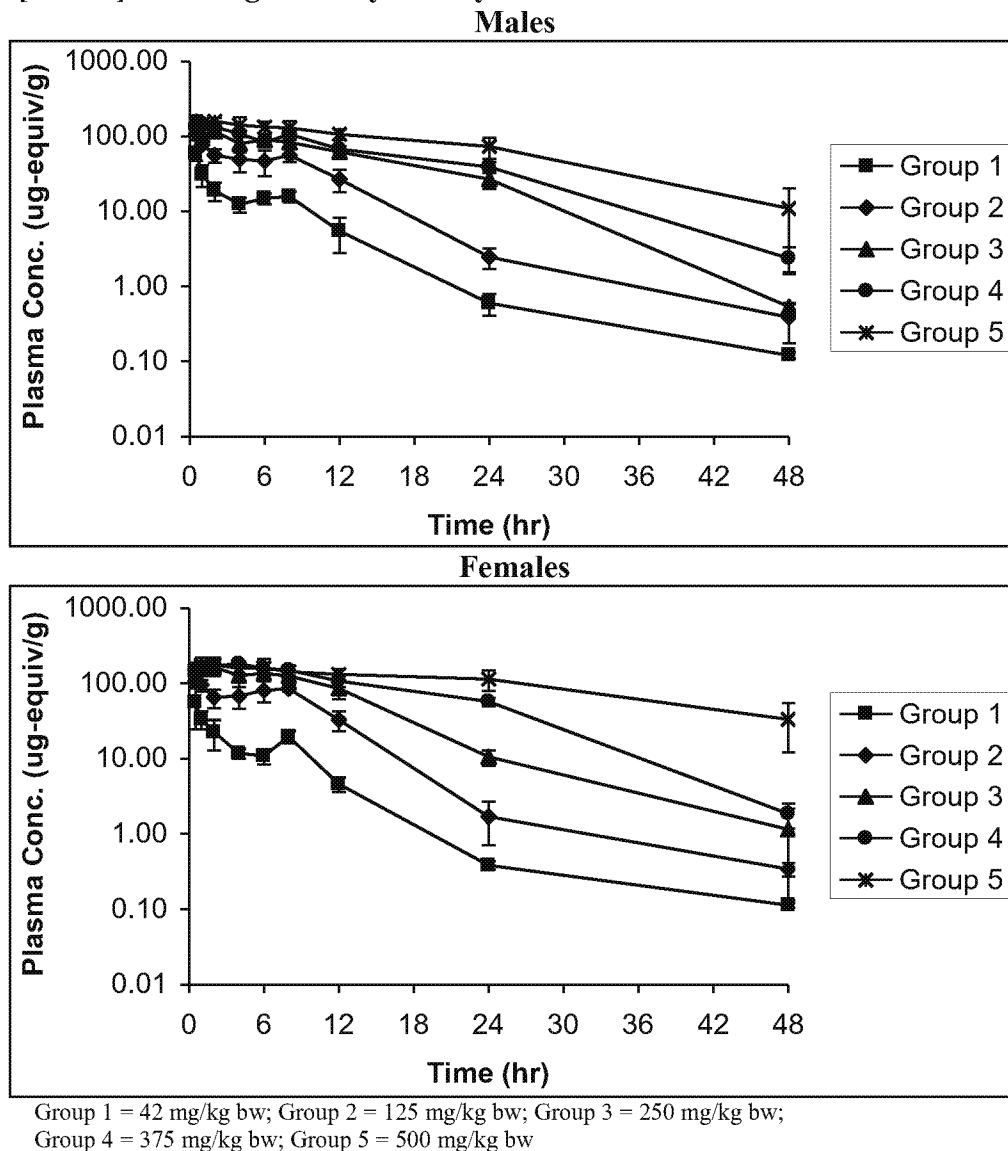 Males
1000.00
100.00
10.00
1.00
0.10
0.01
Plasma Conc. (ug-equiv/g)
0 6 12 18 24 30 36 42 48
Time (hr)
Group 1
Group 2
Group 3
Group 4
Group 5
Females
1000.00
100.00
10.00
1.00
0.10
0.01
Plasma Conc. (ug-equiv/g)
0 6 12 18 24 30 36 42 48
Time (hr)
Group 1
Group 2
Group 3
Group 4
Group 5
Group 1 = 42 mg/kg bw; Group 2 = 125 mg/kg bw; Group 3 = 250 mg/kg bw;
Group 4 = 375 mg/kg bw; Group 5 = 500 mg/kg bw